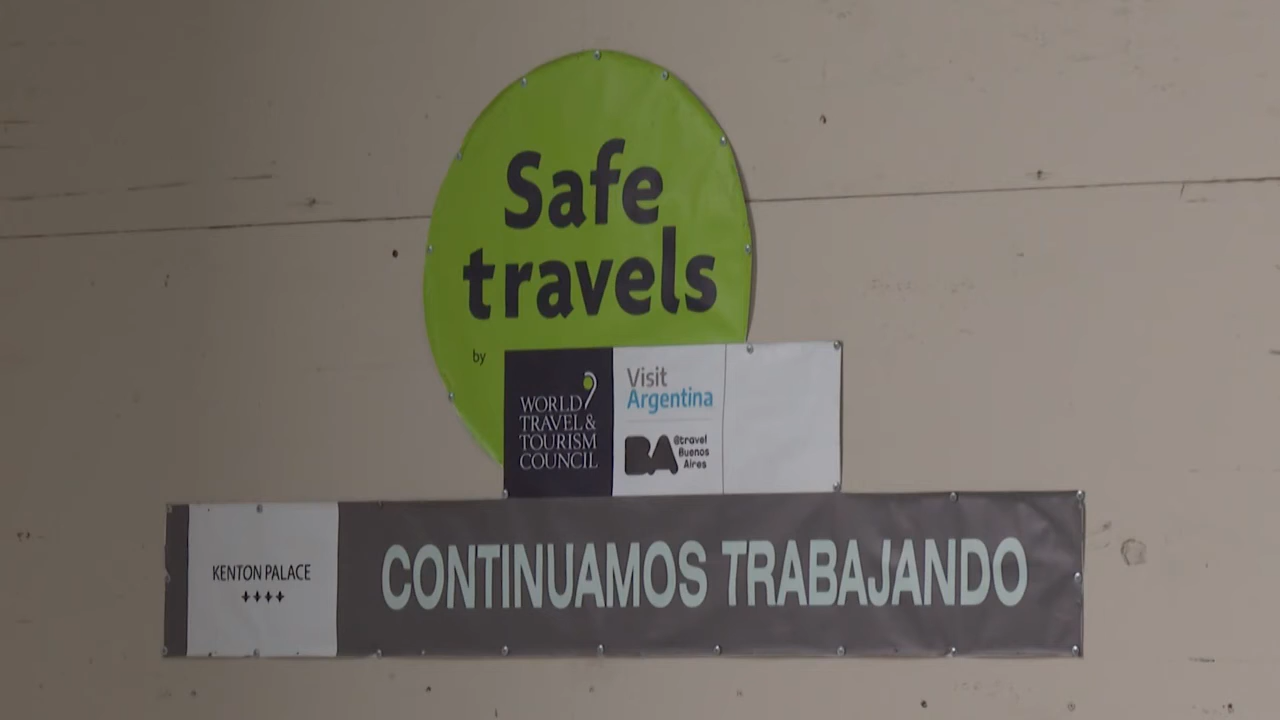 Safe
travels
by
WORLD
TRAVEL &
TOURISM
COUNCIL
Visit
Argentina
BA
@travel
Buenos
Aires
KENTON PALACE
CONTINUAMOS TRABAJANDO